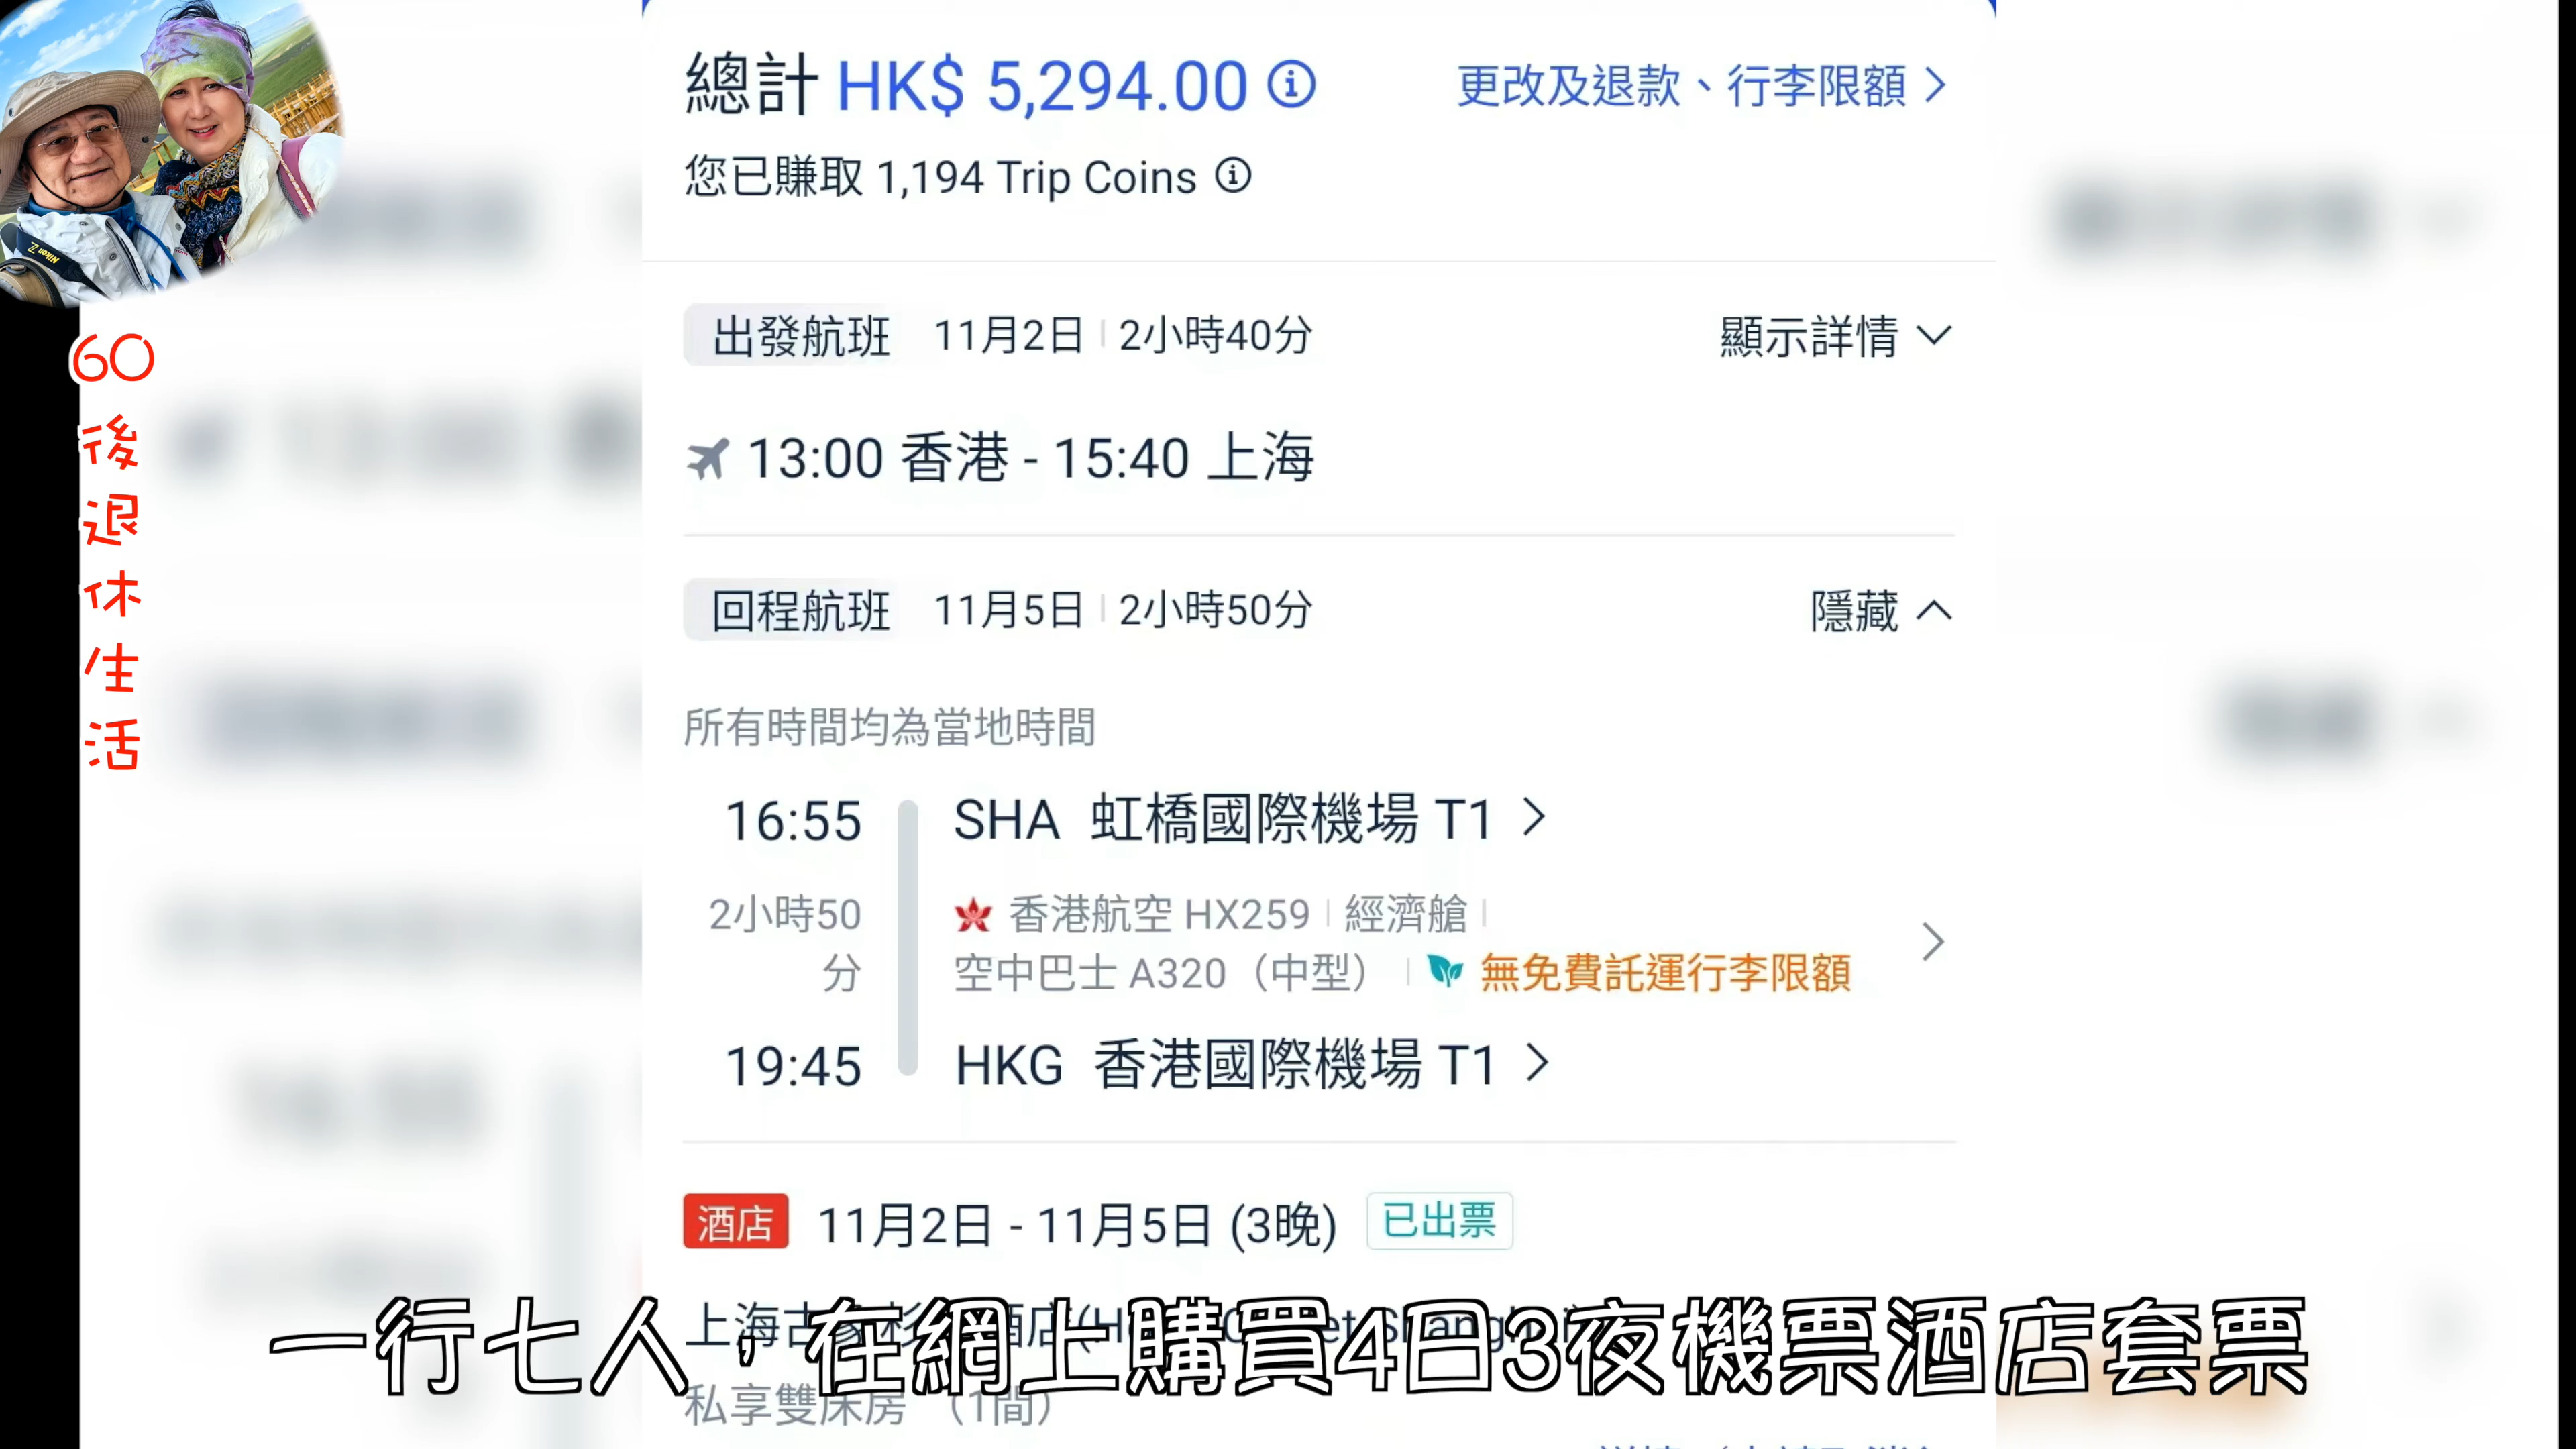 總計 HK$ 5,294.00
更改及退款、行李限額
您已賺取 1,194 Trip Coins
出發航班 11月2日 2小時40分
顯示詳情
13:00 香港 - 15:40 上海
回程航班 11月5日 2小時50分
隱藏
所有時間均為當地時間
16:55 SHA 虹橋國際機場 T1
2小時50分
香港航空 HX259 經濟艙
空中巴士 A320（中型） 無免費託運行李限額
19:45 HKG 香港國際機場 T1
酒店 11月2日 - 11月5日 (3晚) 已出票
上海古
私享雙床房 （1間）
一行七人，在網上購買4日3夜機票酒店套票
60後退休生活
Nikon Z